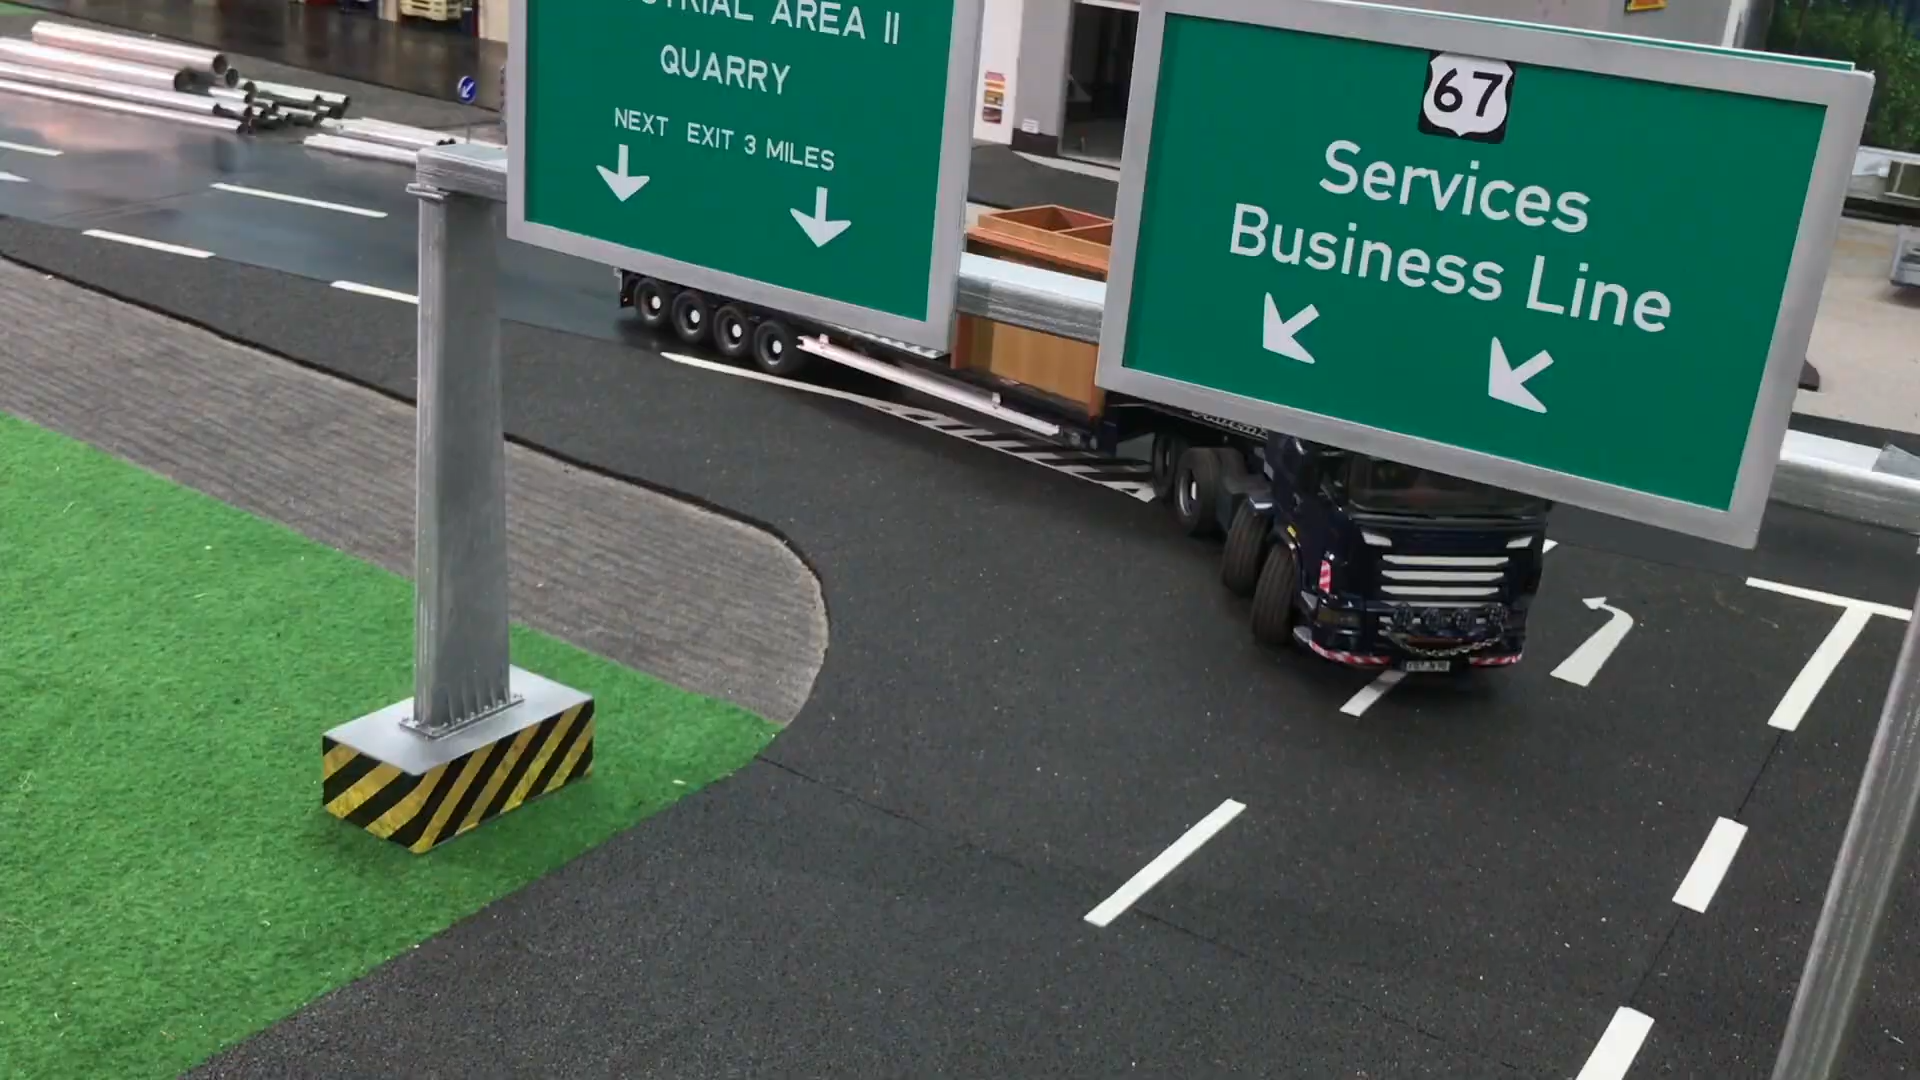 AREA II
QUARRY
NEXT EXIT 3 MILES
67
Services
Business Line